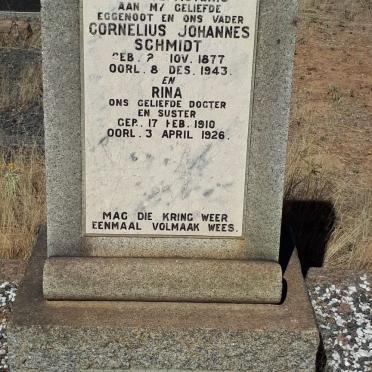 AAN MY GELIEFDE
EGGENOOT EN ONS VADER
CORNELIUS JOHANNES
SCHMIDT
GEB. 2 NOV. 1877
OORL. 8 DES. 1943.
EN
RINA
ONS GELIEFDE DOGTER
EN SUSTER
GEB. 17 FEB. 1910
OORL. 3 APRIL 1926.
MAG DIE KRING WEER
EENMAAL VOLMAAK WEES.